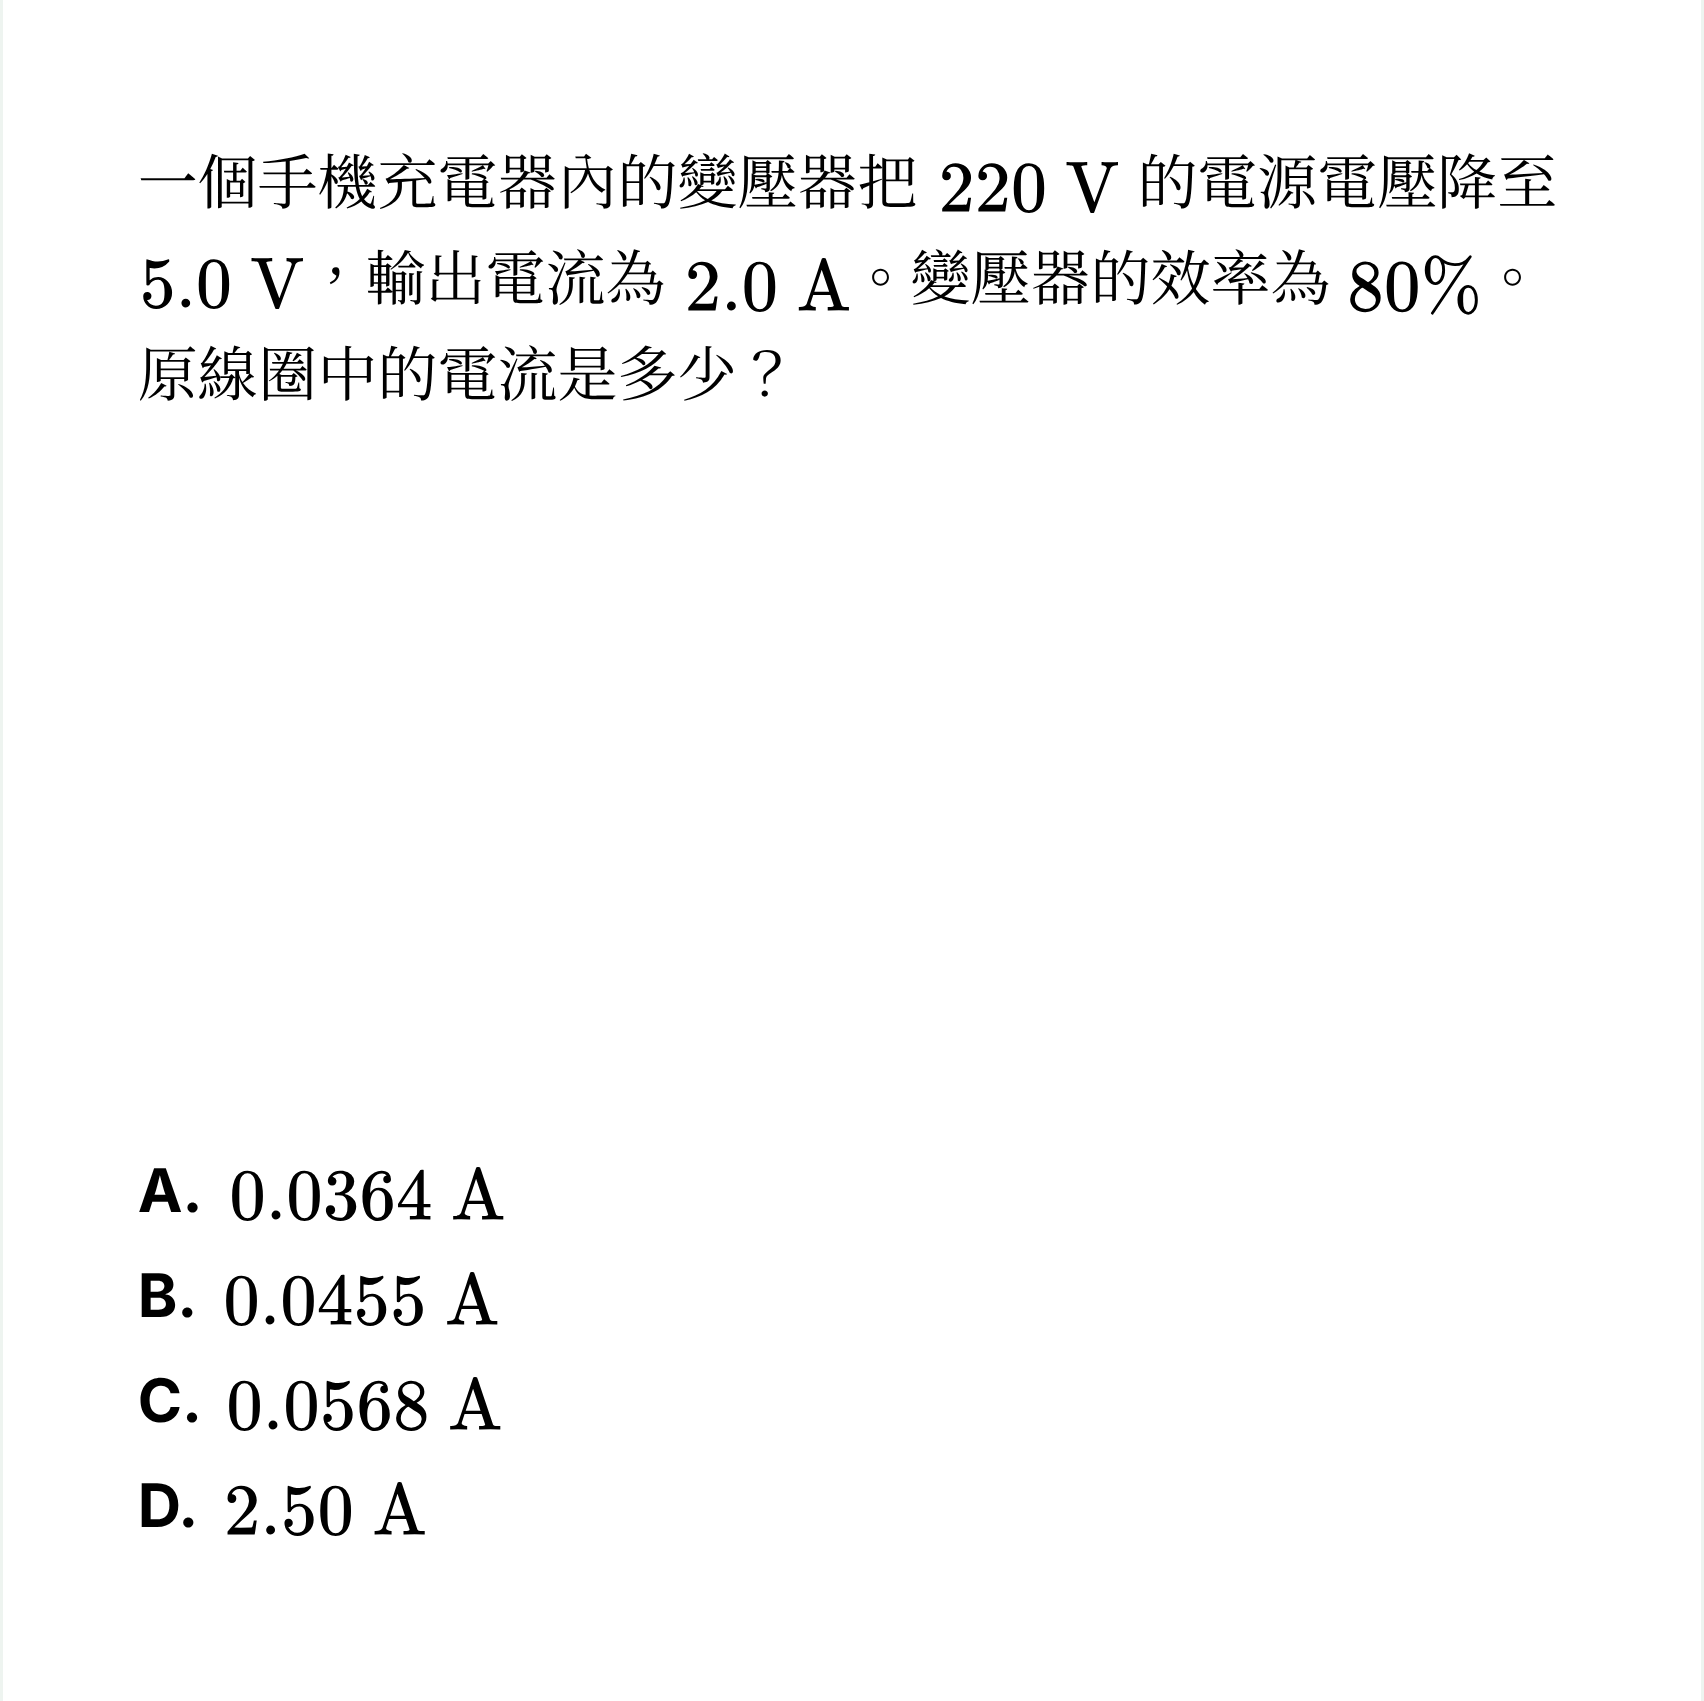 一個手機充電器內的變壓器把 220 V 的電源電壓降至
5.0 V，輸出電流為 2.0 A。變壓器的效率為 80%。
原線圈中的電流是多少？
A. 0.0364 A
B. 0.0455 A
C. 0.0568 A
D. 2.50 A